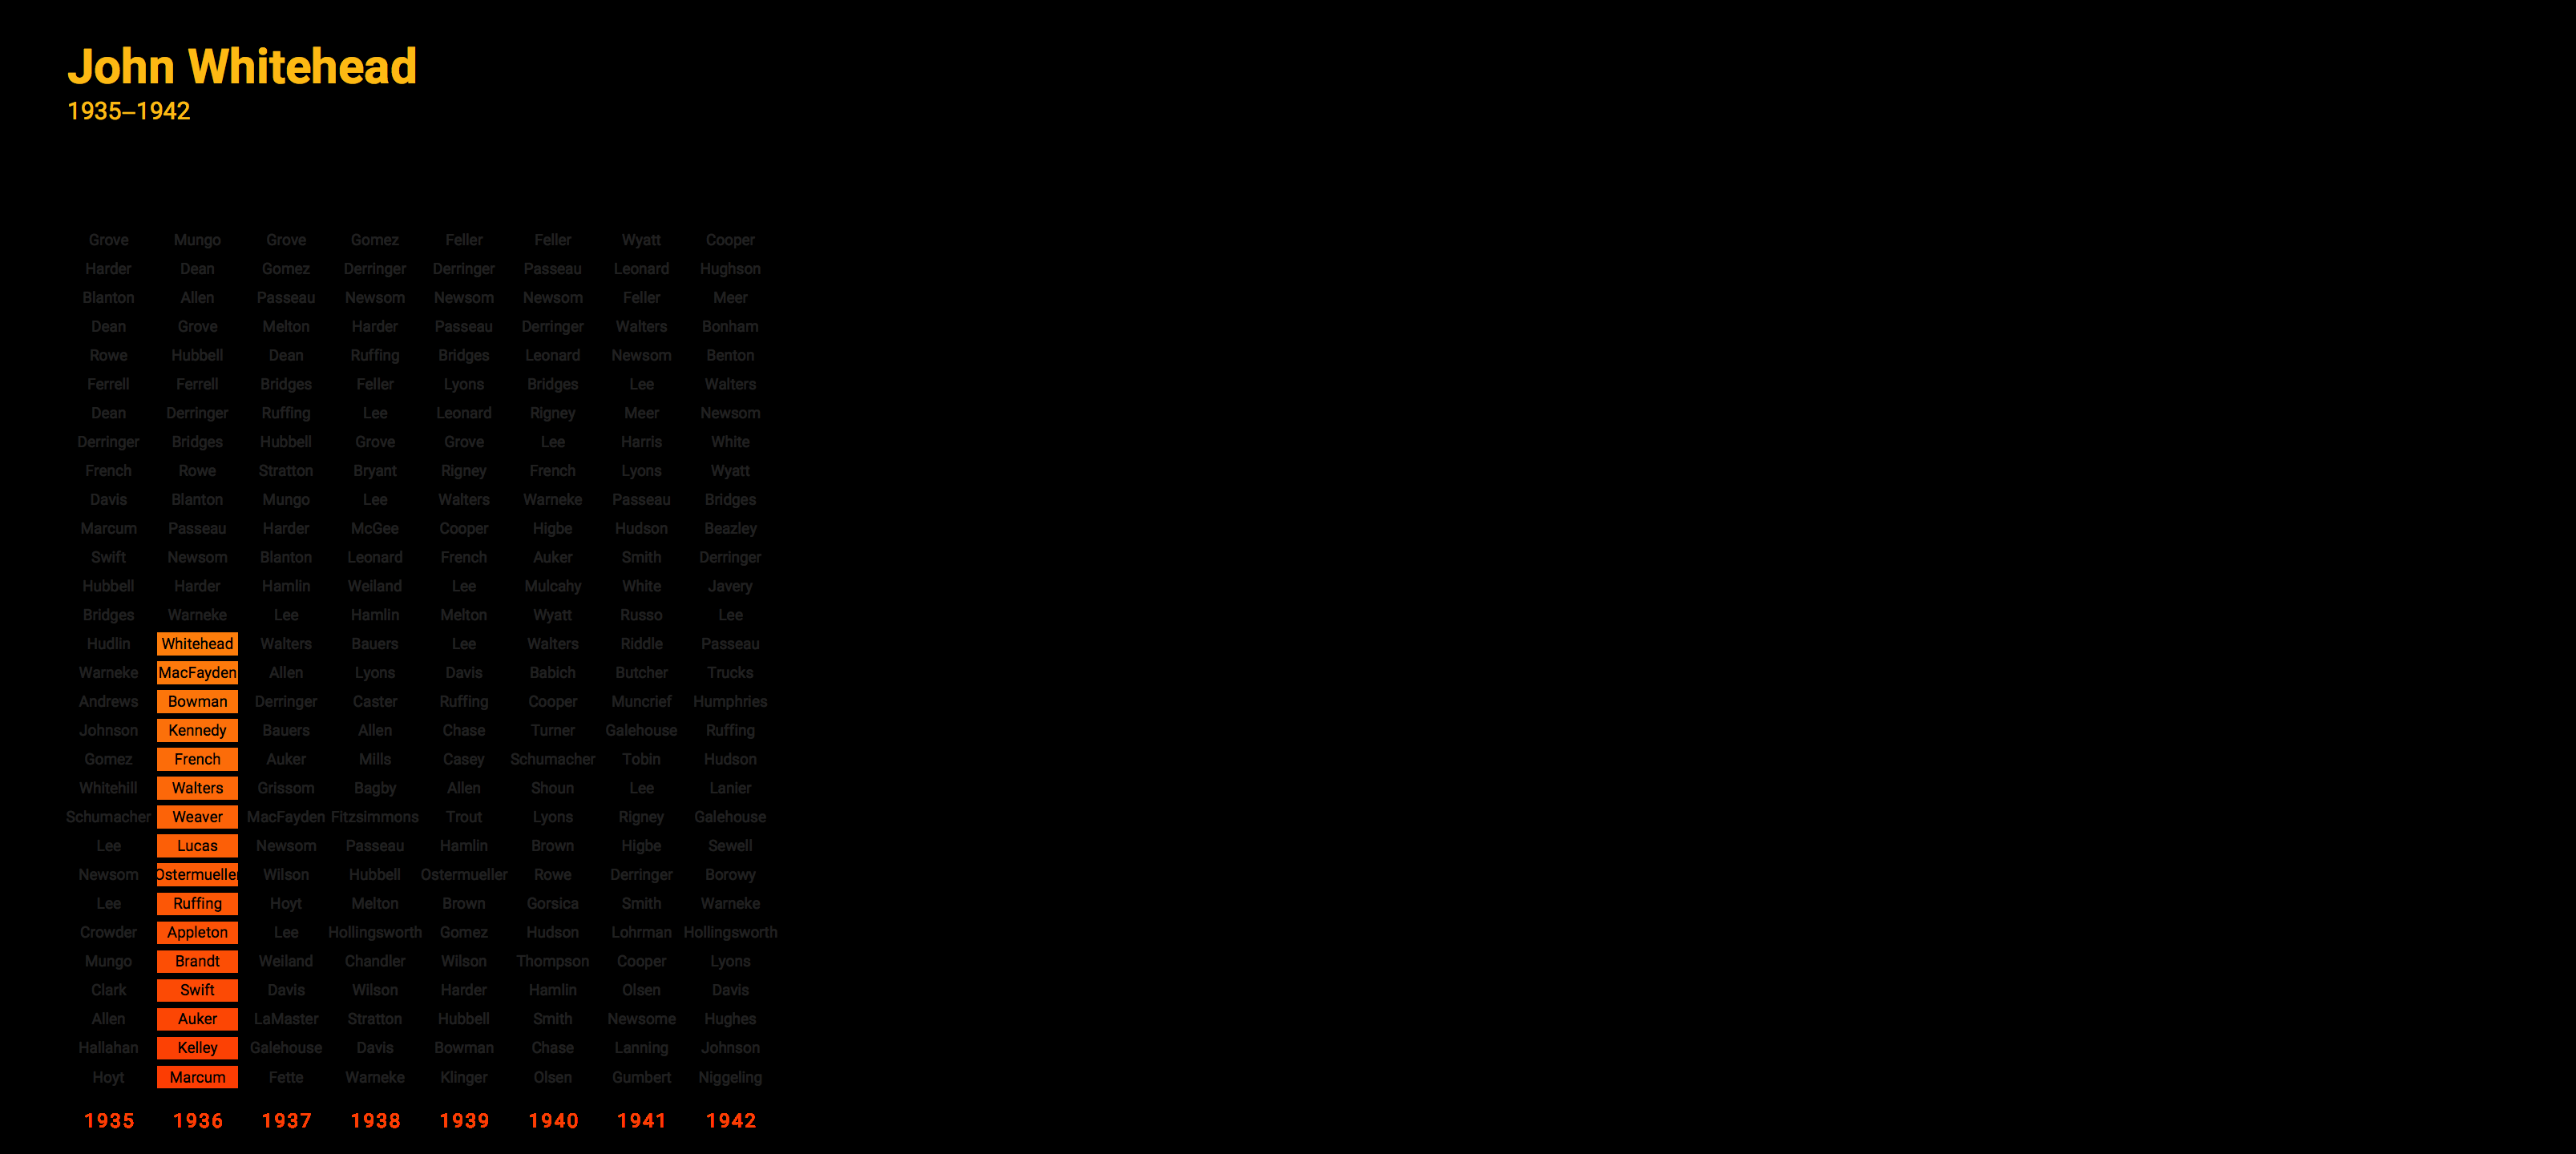 John Whitehead
1935–1942
Grove Mungo Grove Gomez Feller Feller Wyatt Cooper
Harder Dean Gomez Derringer Derringer Passeau Leonard Hughson
Blanton Allen Passeau Newsom Newsom Newsom Feller Meer
Dean Grove Melton Harder Passeau Derringer Walters Bonham
Rowe Hubbell Dean Ruffing Bridges Leonard Newsom Benton
Ferrell Ferrell Bridges Feller Lyons Bridges Lee Walters
Dean Derringer Ruffing Lee Leonard Rigney Meer Newsom
Derringer Bridges Hubbell Grove Grove Lee Harris White
French Rowe Stratton Bryant Rigney French Lyons Wyatt
Davis Blanton Mungo Lee Walters Warneke Passeau Bridges
Marcum Passeau Harder McGee Cooper Higbe Hudson Beazley
Swift Newsom Blanton Leonard French Auker Smith Derringer
Hubbell Harder Hamlin Weiland Lee Mulcahy White Javery
Bridges Warneke Lee Hamlin Melton Wyatt Russo Lee
Hudlin Whitehead Walters Bauers Lee Walters Riddle Passeau
Warneke MacFayden Allen Lyons Davis Babich Butcher Trucks
Andrews Bowman Derringer Caster Ruffing Cooper Muncrief Humphries
Johnson Kennedy Bauers Allen Chase Turner Galehouse Ruffing
Gomez French Auker Mills Casey Schumacher Tobin Hudson
Whitehill Walters Grissom Bagby Allen Shoun Lee Lanier
Schumacher Weaver MacFayden Fitzsimmons Trout Lyons Rigney Galehouse
Lee Lucas Newsom Passeau Hamlin Brown Higbe Sewell
Newsom Ostermueller Wilson Hubbell Ostermueller Rowe Derringer Borowy
Lee Ruffing Hoyt Melton Brown Gorsica Smith Warneke
Crowder Appleton Lee Hollingsworth Gomez Hudson Lohrman Hollingsworth
Mungo Brandt Weiland Chandler Wilson Thompson Cooper Lyons
Clark Swift Davis Wilson Harder Hamlin Olsen Davis
Allen Auker LaMaster Stratton Hubbell Smith Newsome Hughes
Hallahan Kelley Galehouse Davis Bowman Chase Lanning Johnson
Hoyt Marcum Fette Warneke Klinger Olsen Gumbert Niggeling
1935 1936 1937 1938 1939 1940 1941 1942